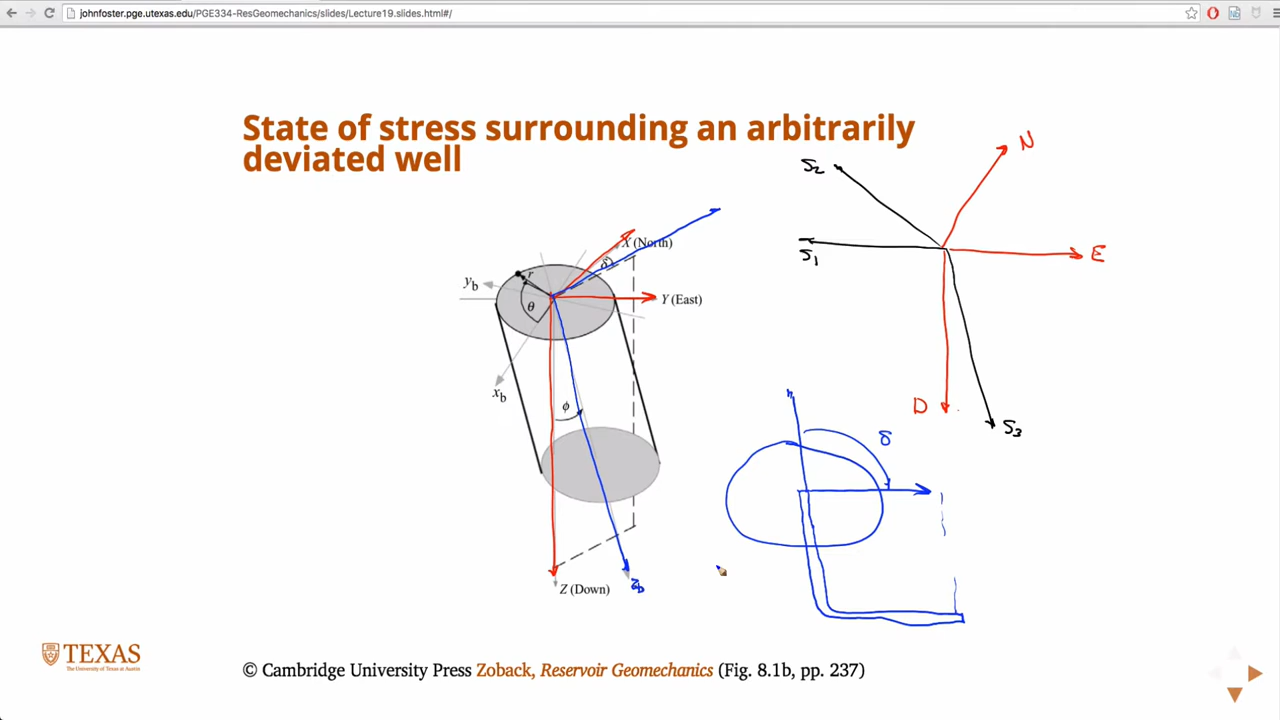 johnfoster.pge.utexas.edu/PGE334-ResGeomechanics/slides/Lecture19.slides.html#/
State of stress surrounding an arbitrarily
deviated well
N
S2
S1
E
D
S3
X (North)
δ
yb
r
θ
Y (East)
xb
ϕ
n
δ
Z (Down)
zb
TEXAS
The University of Texas at Austin
© Cambridge University Press Zoback, Reservoir Geomechanics (Fig. 8.1b, pp. 237)